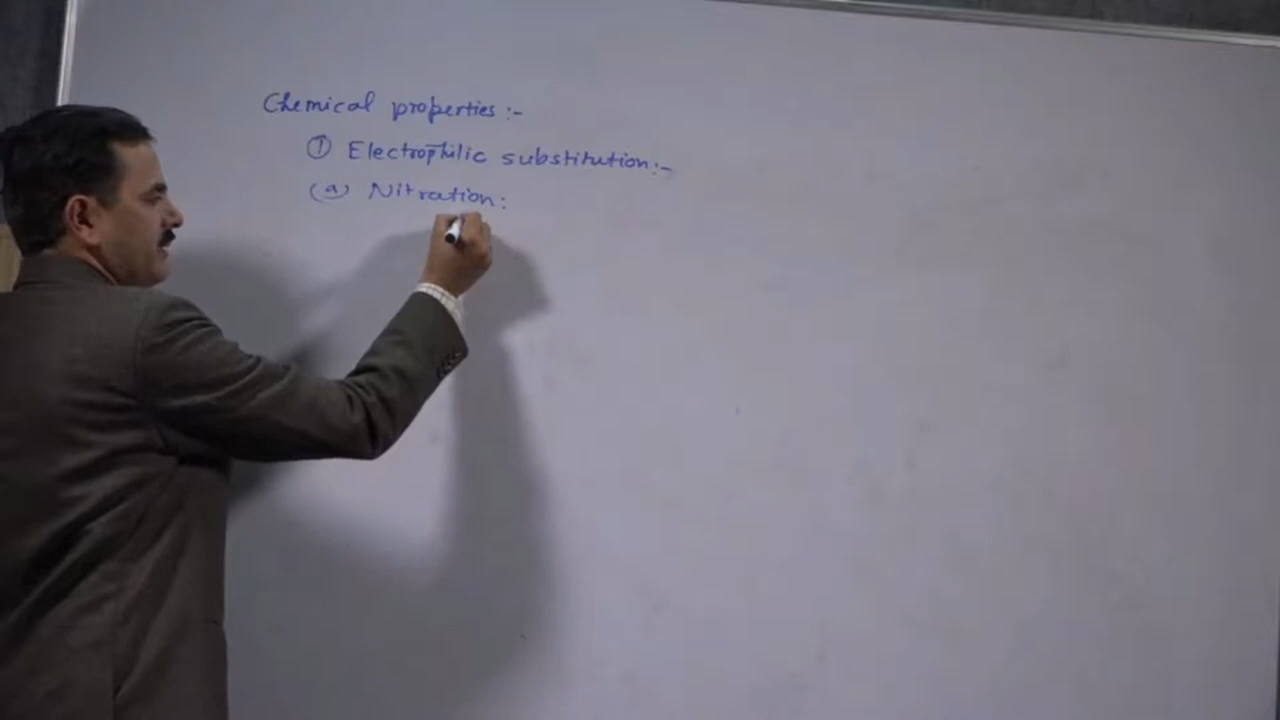 Chemical properties :-
① Electrophilic substitution:-
(a) Nitration: